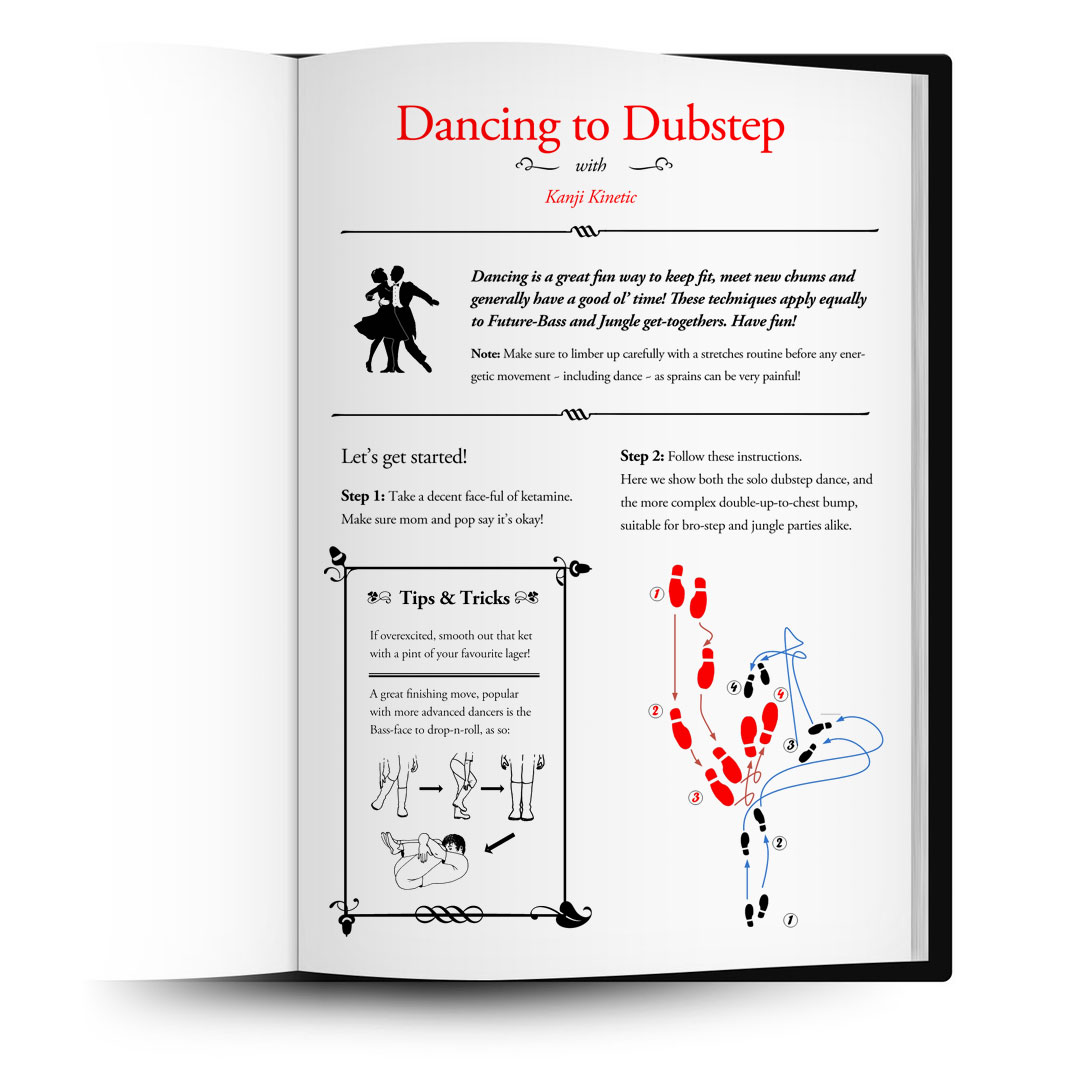 Dancing to Dubstep
with
Kanji Kinetic
Dancing is a great fun way to keep fit, meet new chums and
generally have a good ol’ time! These techniques apply equally
to Future-Bass and Jungle get-togethers. Have fun!
Note: Make sure to limber up carefully with a stretches routine before any ener-
getic movement ~ including dance ~ as sprains can be very painful!
Let’s get started!
Step 1: Take a decent face-ful of ketamine.
Make sure mom and pop say it’s okay!
Tips & Tricks
If overexcited, smooth out that ket
with a pint of your favourite lager!
A great finishing move, popular
with more advanced dancers is the
Bass-face to drop-n-roll, as so:
Step 2: Follow these instructions.
Here we show both the solo dubstep dance, and
the more complex double-up-to-chest bump,
suitable for bro-step and jungle parties alike.
1
2
3
4
4
3
2
1